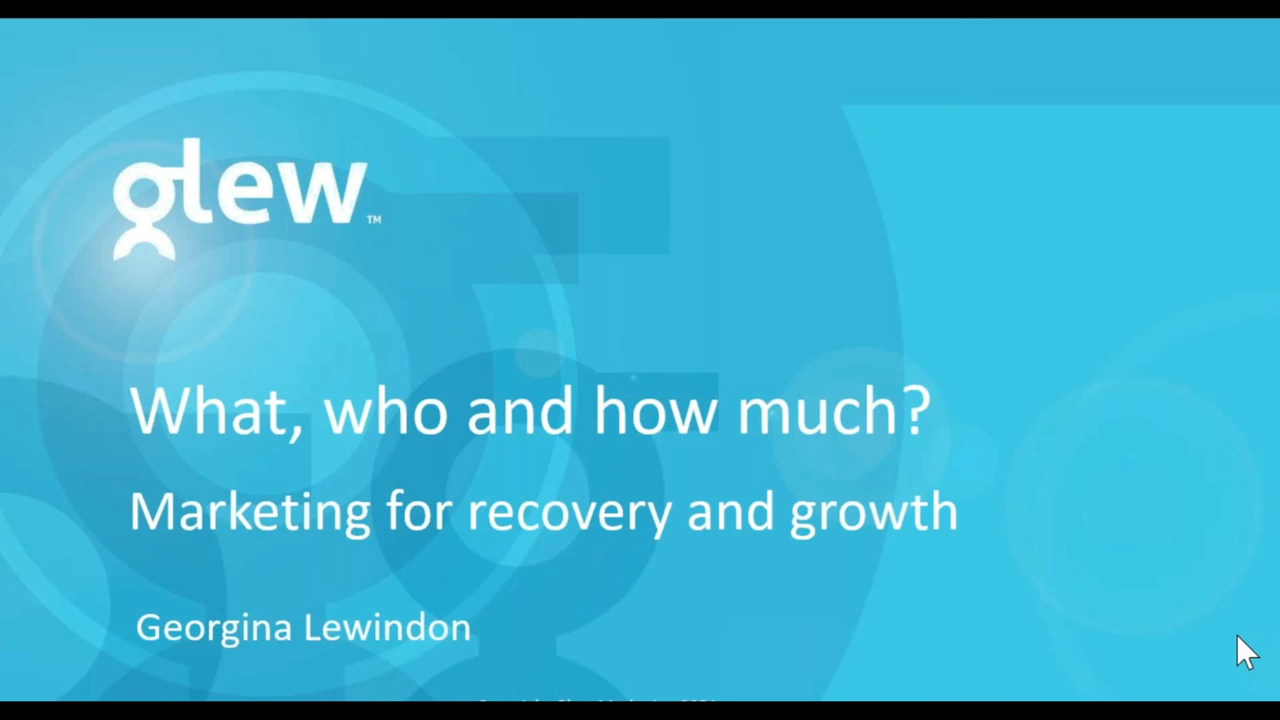 glew™
What, who and how much?
Marketing for recovery and growth
Georgina Lewindon